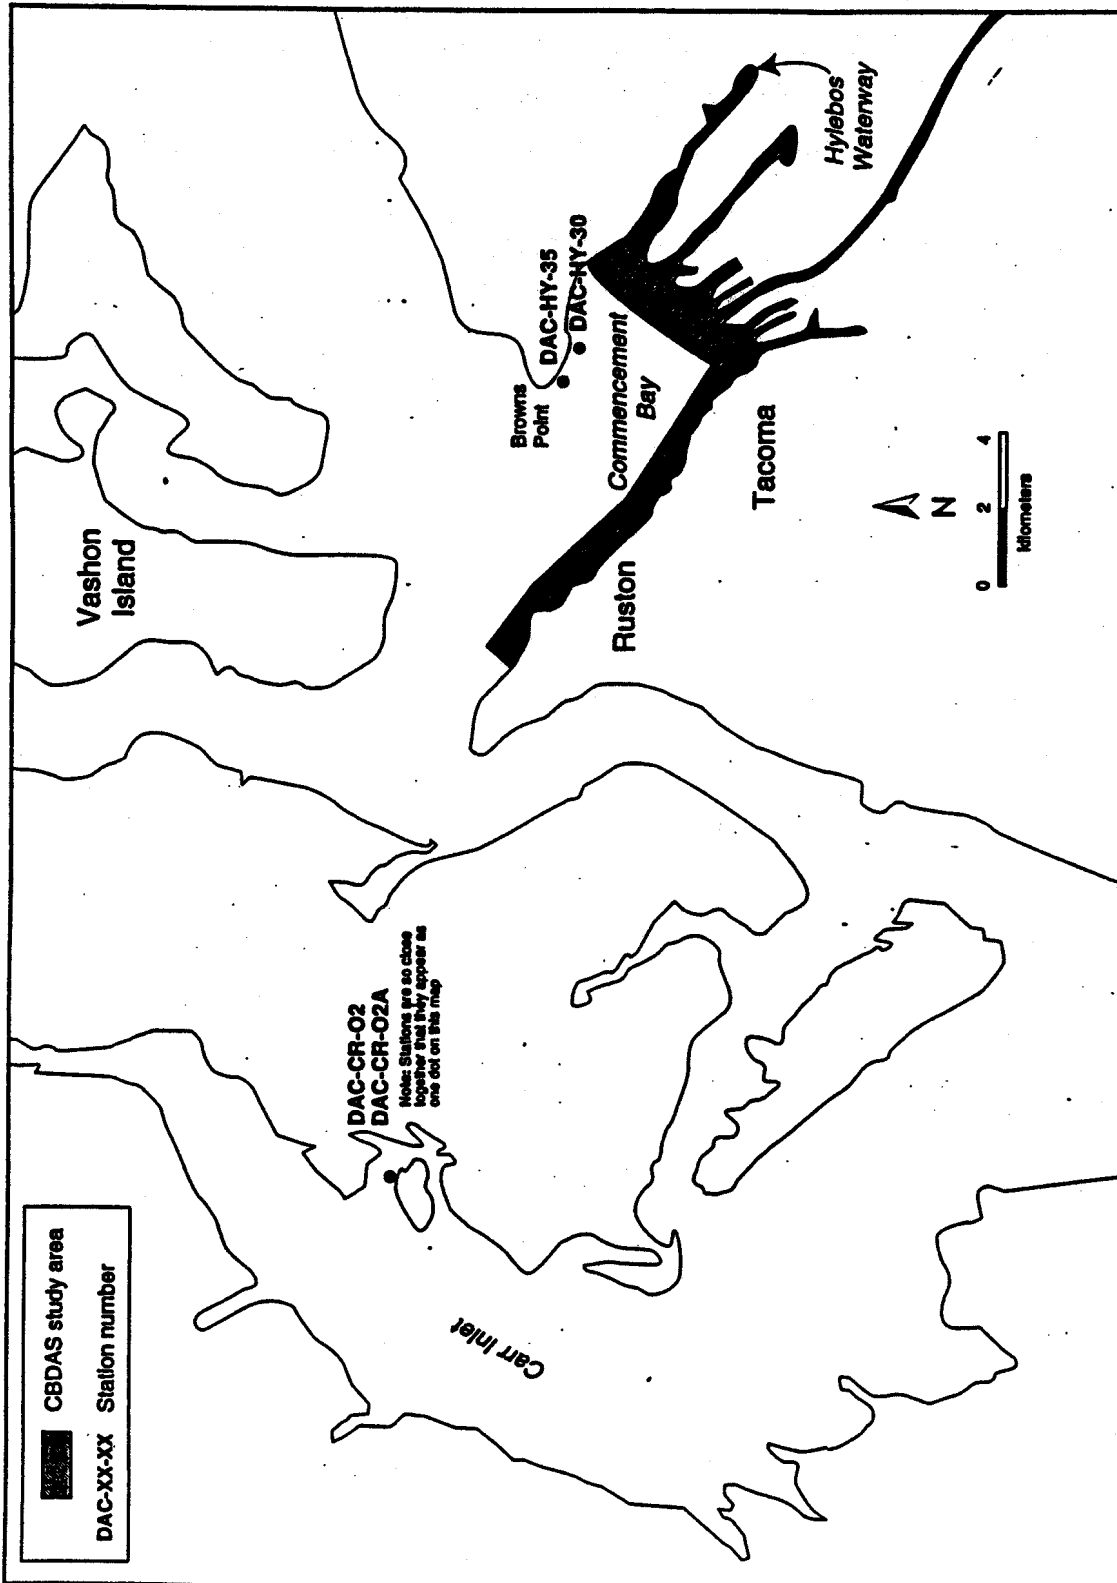 CBDAS study area
DAC-XX-XX Station number
Vashon
Island
DAC-CR-02
DAC-CR-02A
Note: Stations are so close
together that they appear as
one dot on this map
Carr Inlet
Browns
Point
DAC-HY-35
DAC-HY-30
Commencement
Bay
Ruston
Tacoma
Hylebos
Waterway
N
0 2 4
kilometers